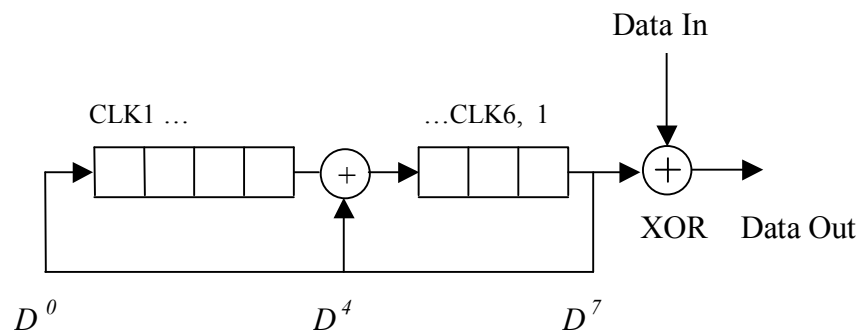 Data In
CLK1 … …CLK6, 1
+ +
XOR Data Out
D⁰ D⁴ D⁷